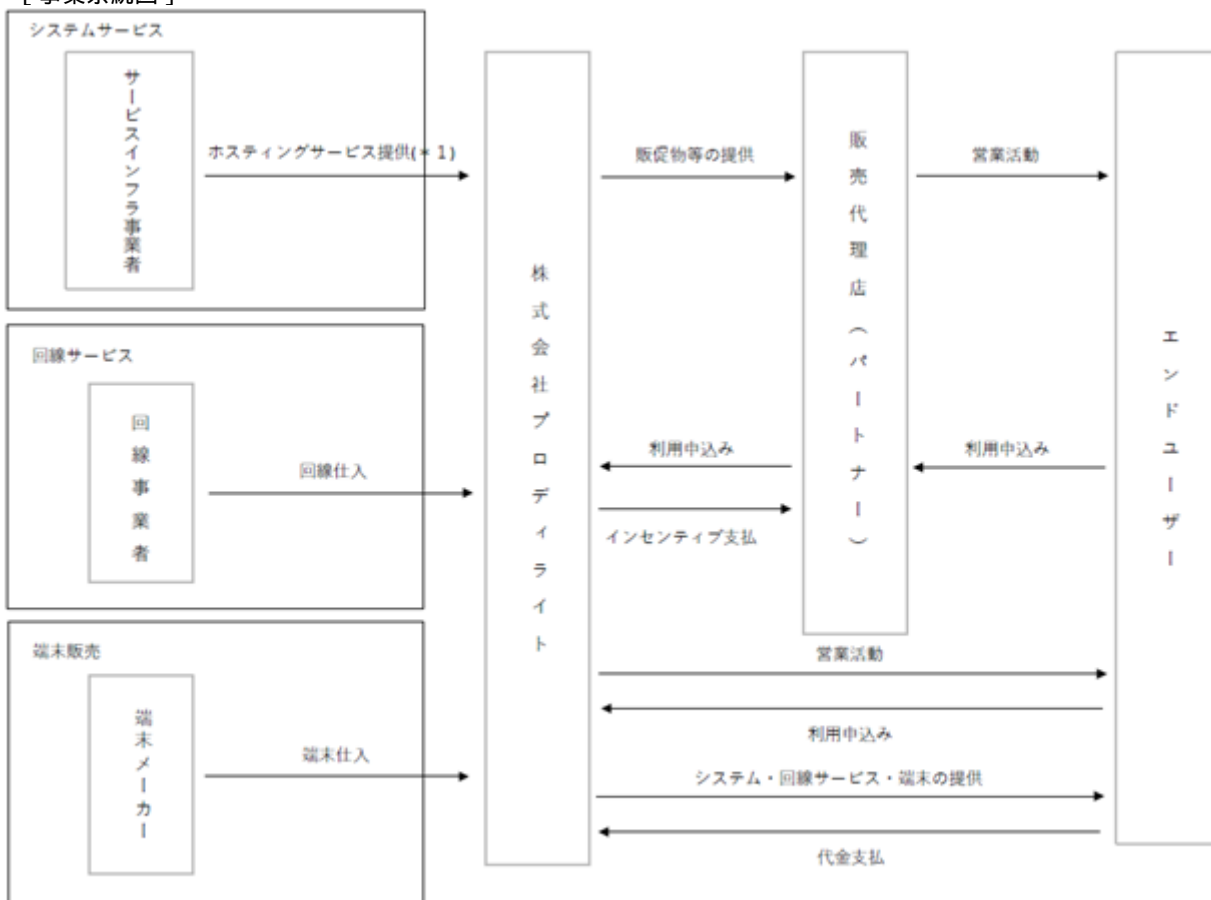 [ 事業系統図 ]
システムサービス
サービスインフラ事業者
ホスティングサービス提供(＊1)
回線サービス
回線事業者
回線仕入
端末販売
端末メーカー
端末仕入
株式会社プロディライト
販促物等の提供
利用申込み
インセンティブ支払
販売代理店（パートナー）
営業活動
利用申込み
営業活動
利用申込み
システム・回線サービス・端末の提供
代金支払
エンドユーザー